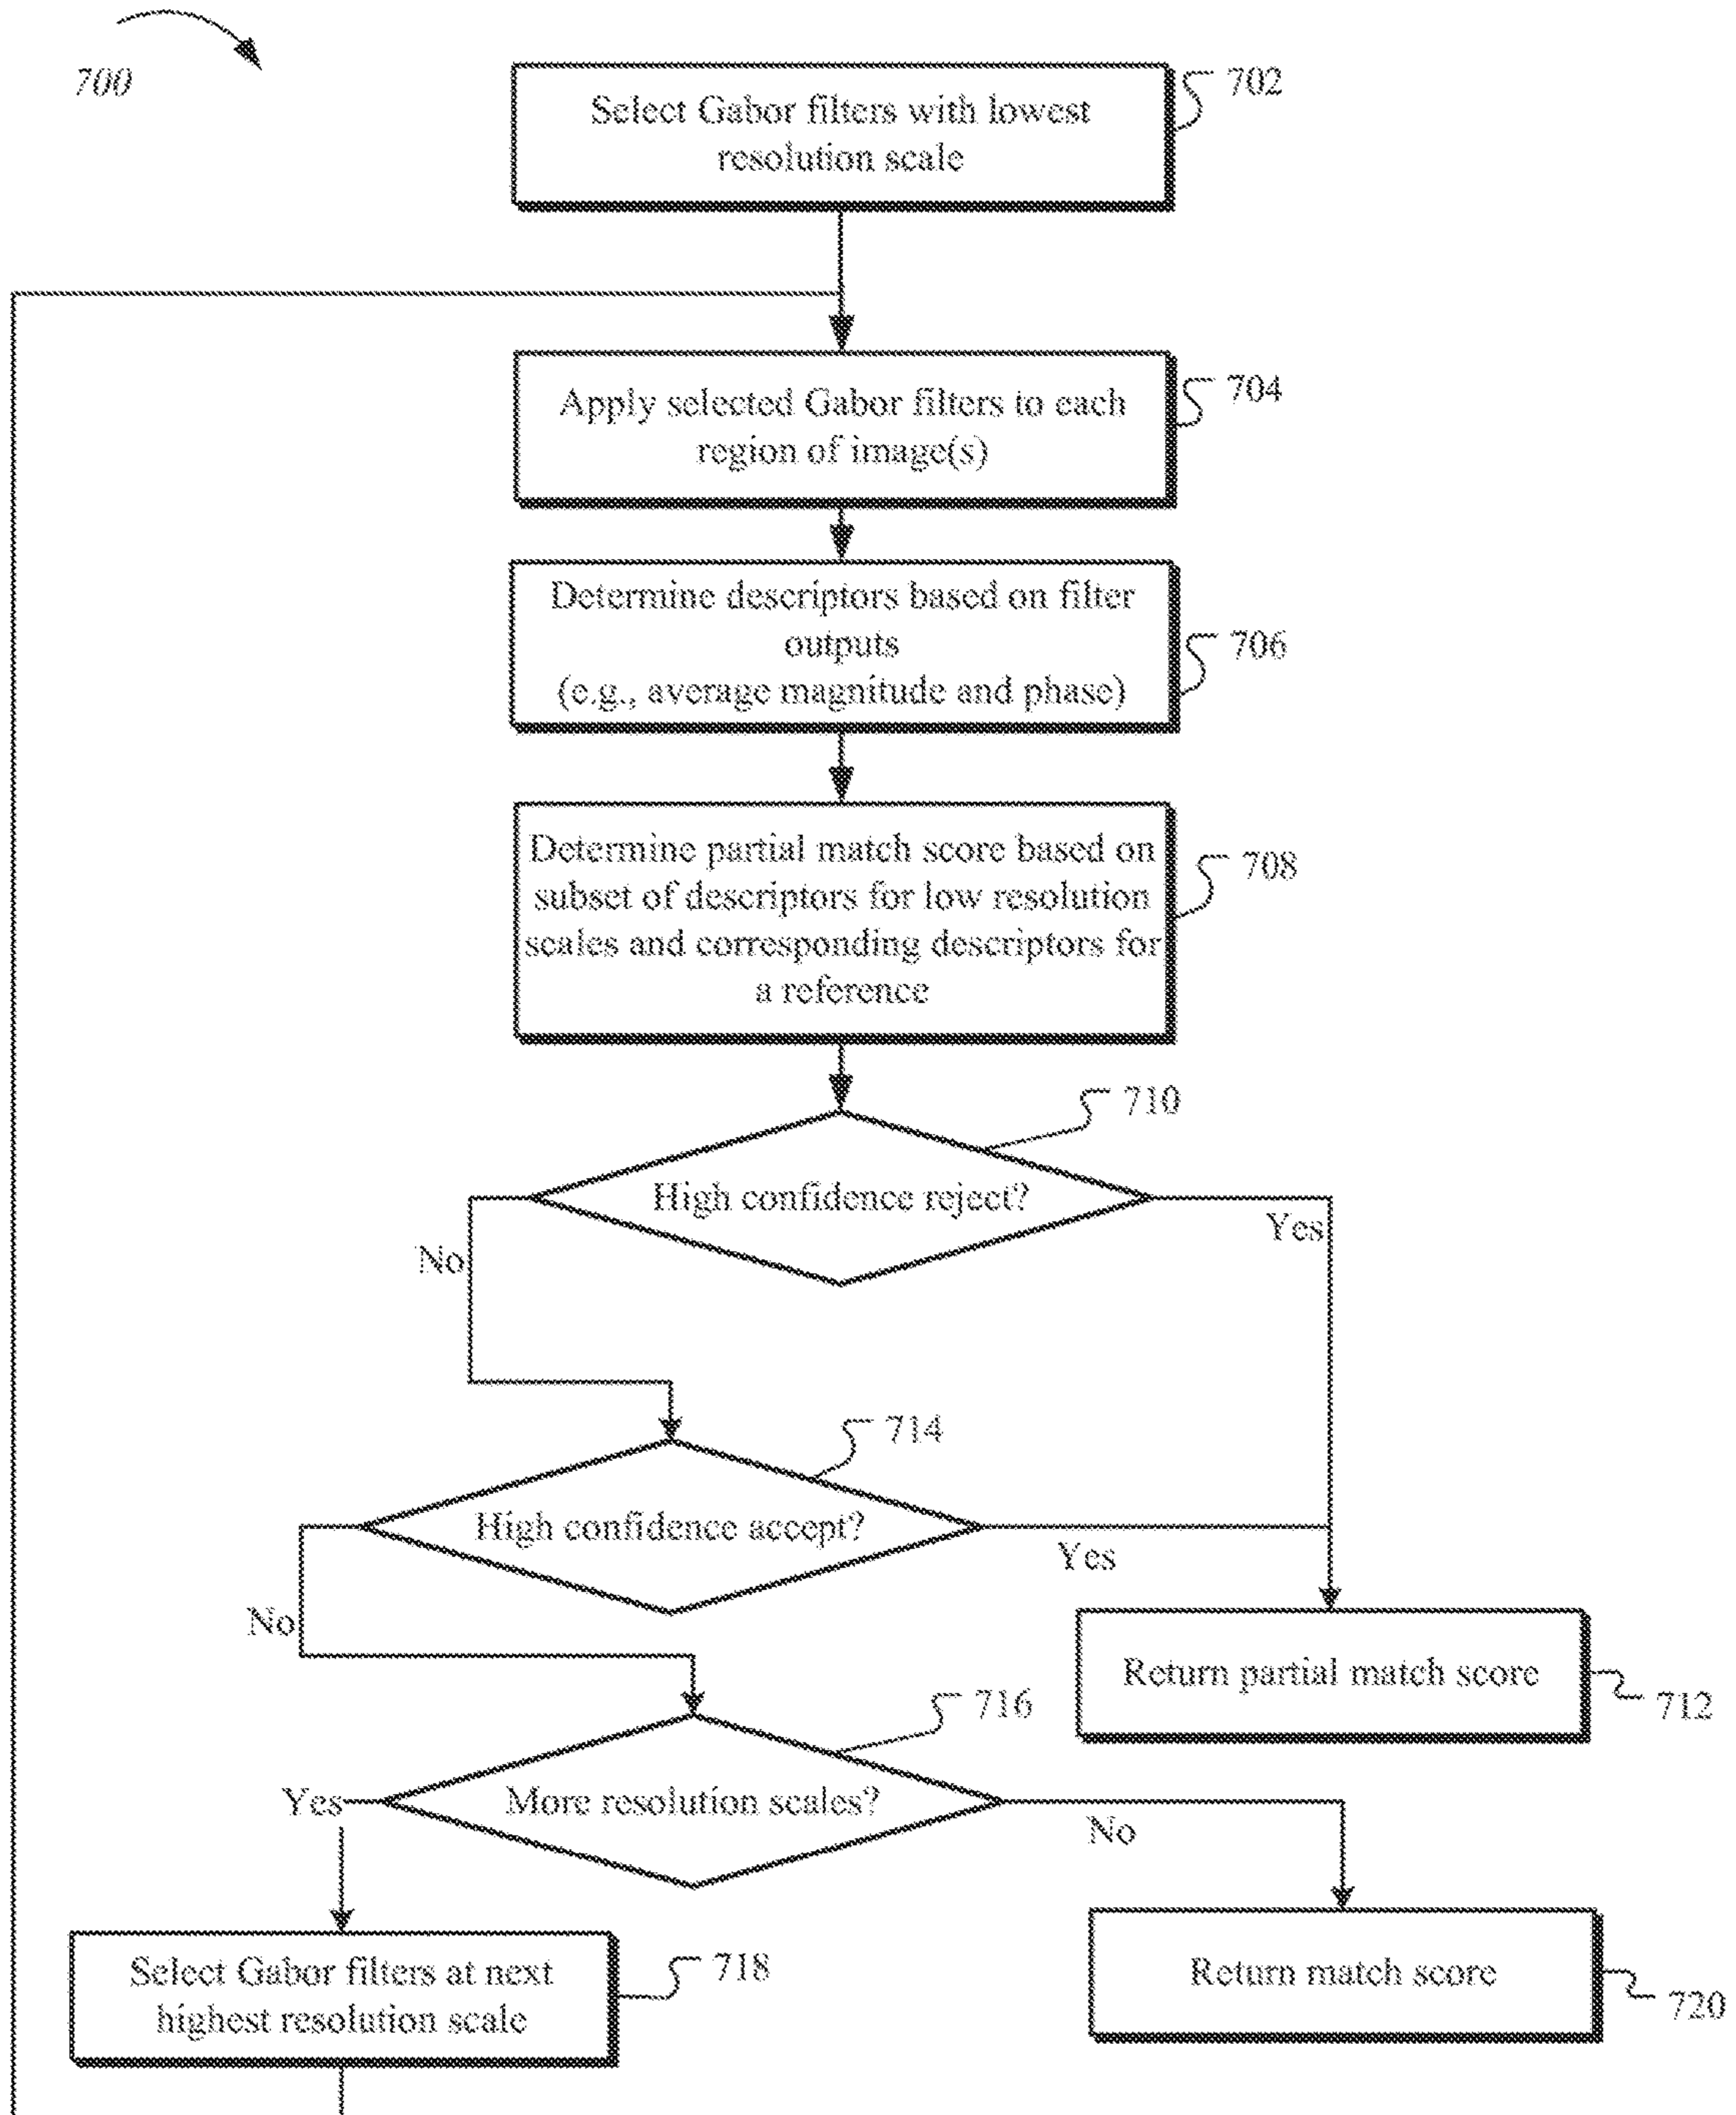 700
702
Select Gabor filters with lowest
resolution scale
704
Apply selected Gabor filters to each
region of image(s)
Determine descriptors based on filter
outputs
(e.g., average magnitude and phase)
706
Determine partial match score based on
subset of descriptors for low resolution
scales and corresponding descriptors for
a reference
708
710
High confidence reject?
Yes
No
714
High confidence accept?
Yes
No
Return partial match score
712
716
More resolution scales?
Yes
No
Select Gabor filters at next
highest resolution scale
718
Return match score
720